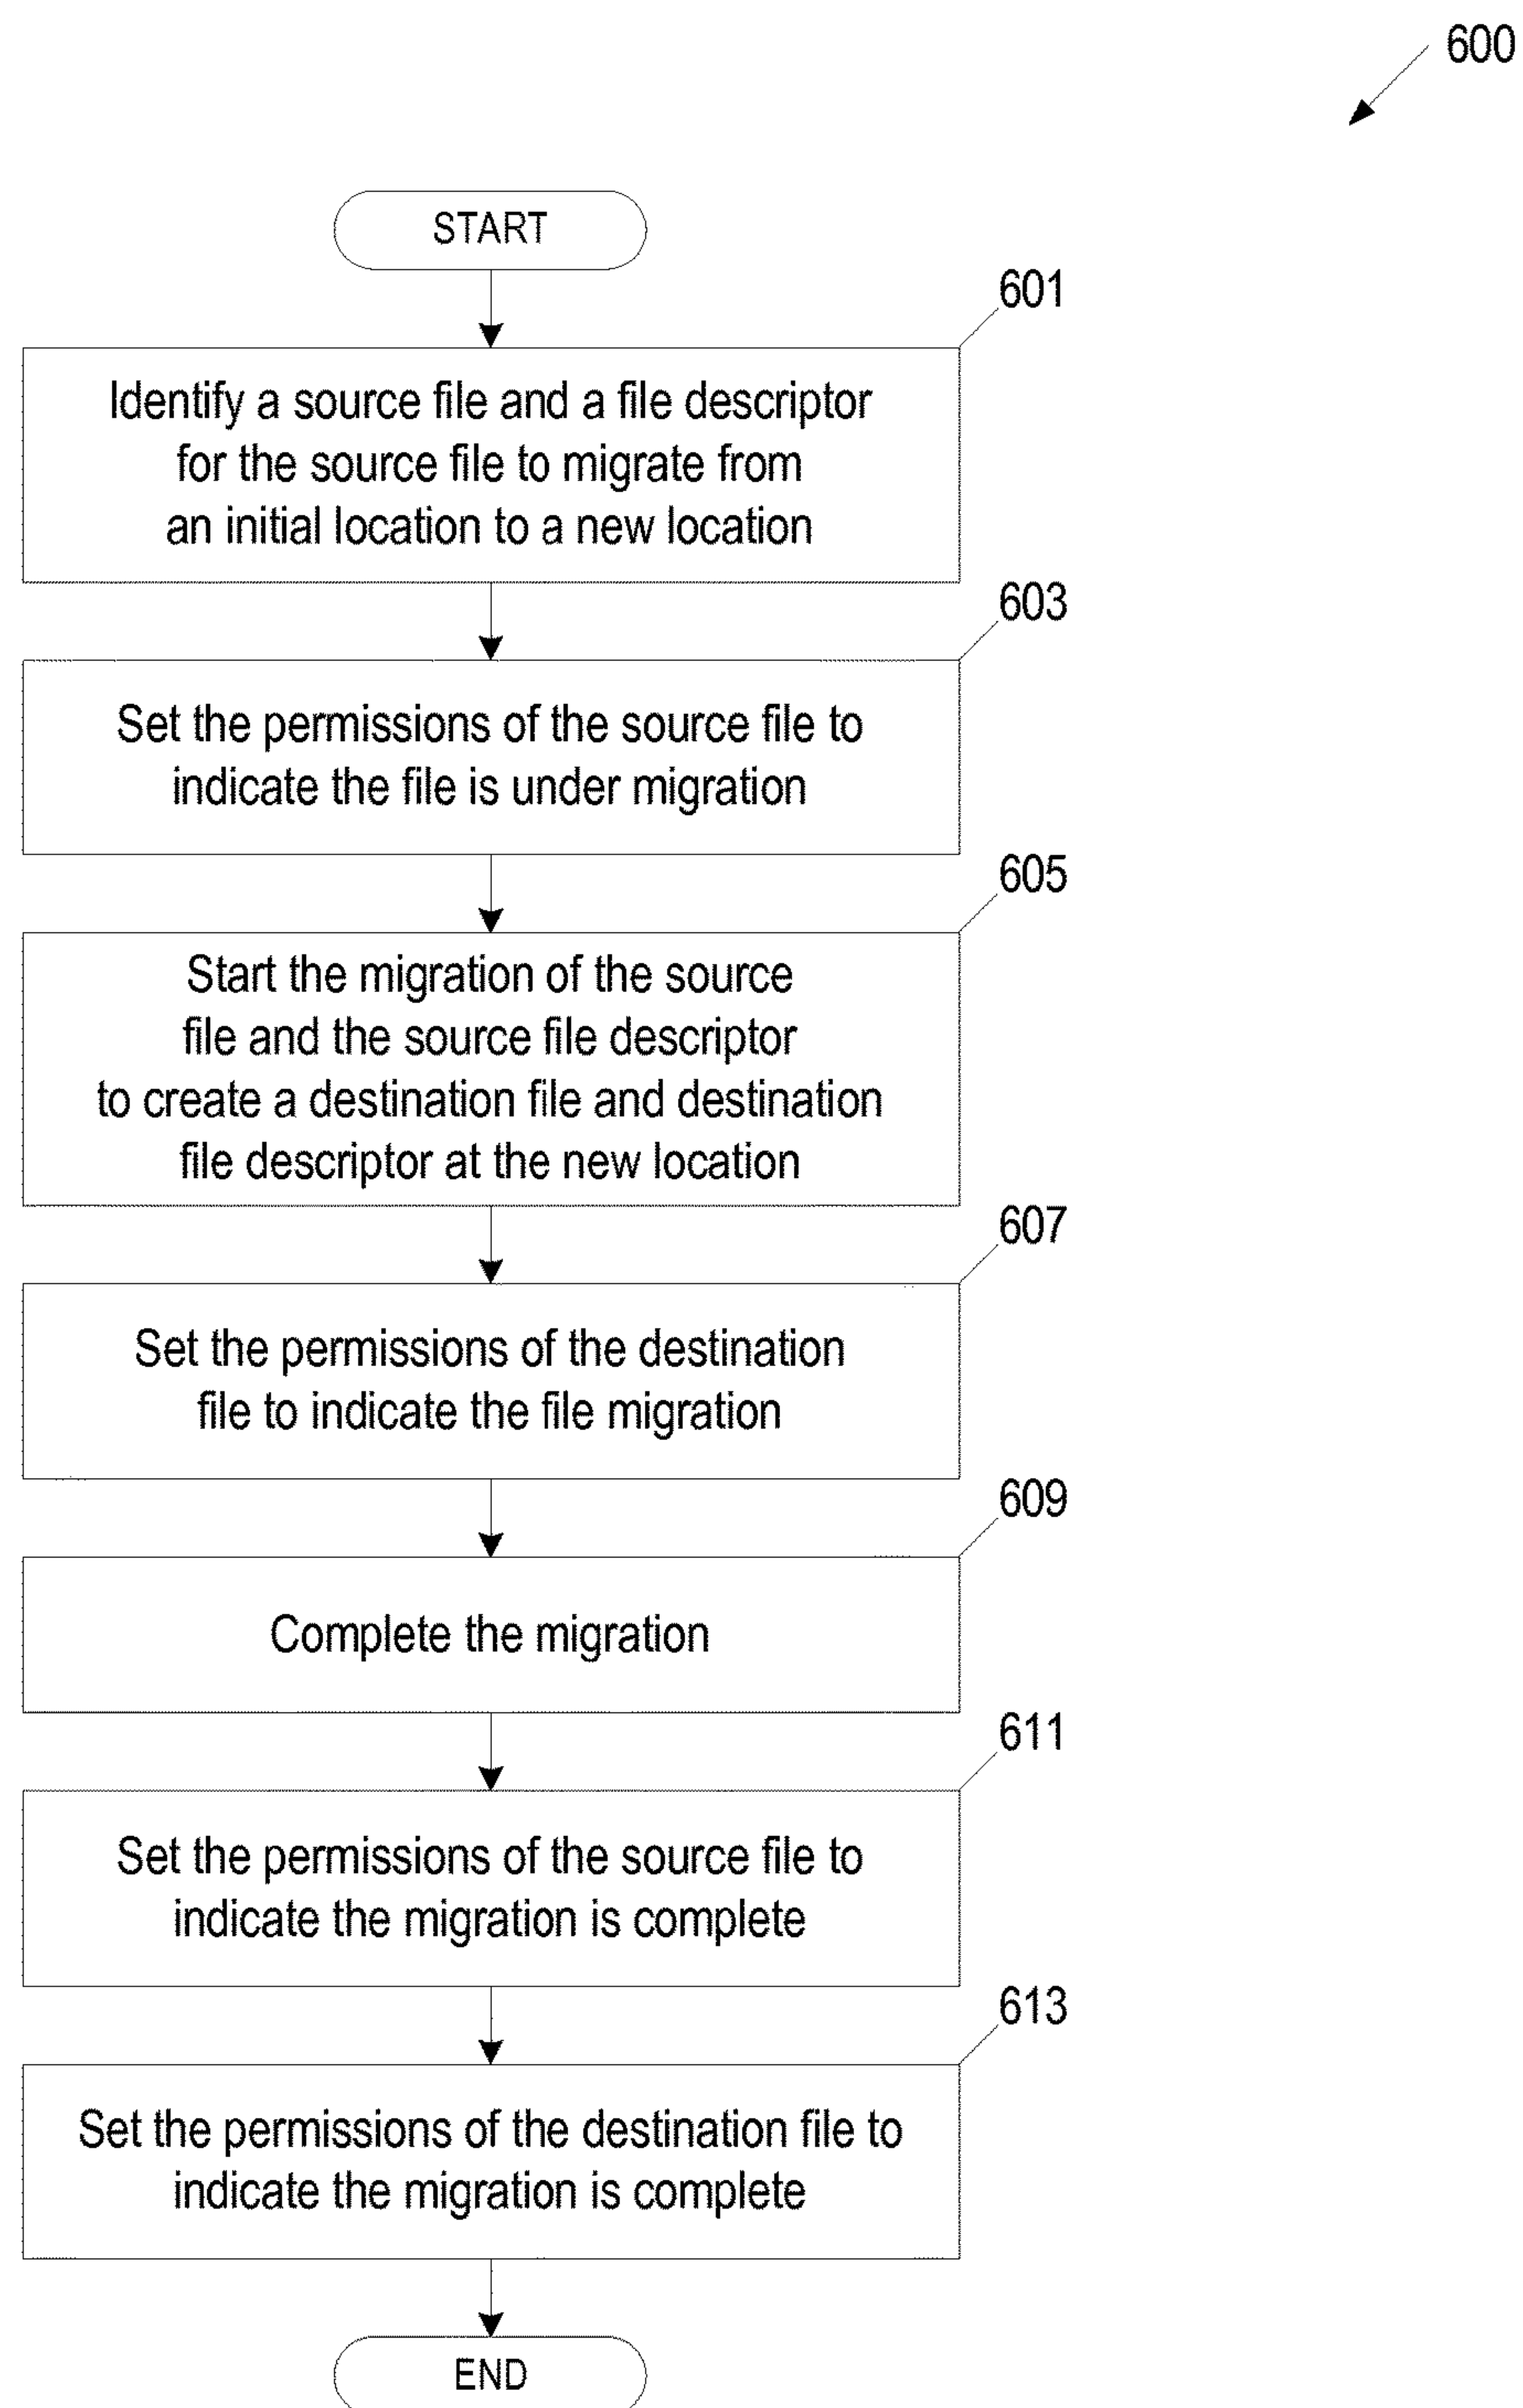 600
START
601
Identify a source file and a file descriptor
for the source file to migrate from
an initial location to a new location
603
Set the permissions of the source file to
indicate the file is under migration
605
Start the migration of the source
file and the source file descriptor
to create a destination file and destination
file descriptor at the new location
607
Set the permissions of the destination
file to indicate the file migration
609
Complete the migration
611
Set the permissions of the source file to
indicate the migration is complete
613
Set the permissions of the destination file to
indicate the migration is complete
END